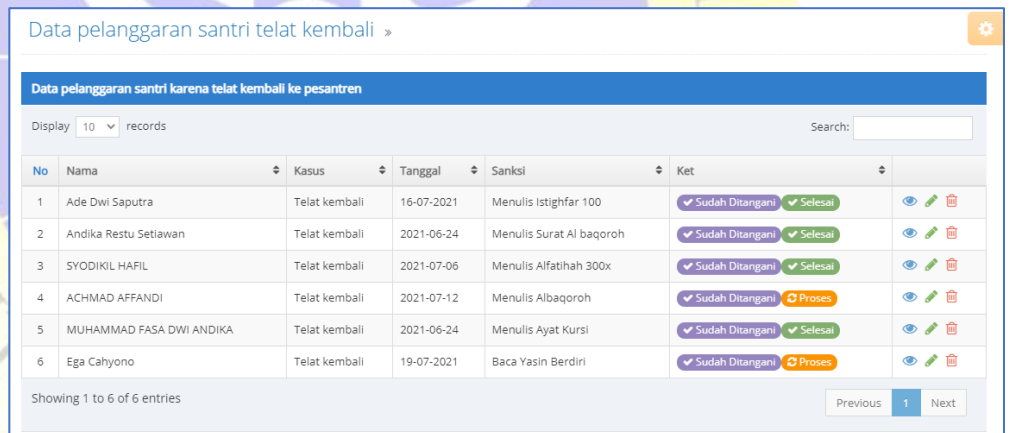 Data pelanggaran santri telat kembali »
Data pelanggaran santri karena telat kembali ke pesantren
Display 10 records Search:
No Nama Kasus Tanggal Sanksi Ket
1 Ade Dwi Saputra Telat kembali 16-07-2021 Menulis Istighfar 100 Sudah Ditangani Selesai
2 Andika Restu Setiawan Telat kembali 2021-06-24 Menulis Surat Al baqoroh Sudah Ditangani Selesai
3 SYODIKIL HAFIL Telat kembali 2021-07-06 Menulis Alfatihah 300x Sudah Ditangani Selesai
4 ACHMAD AFFANDI Telat kembali 2021-07-12 Menulis Albaqoroh Sudah Ditangani Proses
5 MUHAMMAD FASA DWI ANDIKA Telat kembali 2021-06-24 Menulis Ayat Kursi Sudah Ditangani Selesai
6 Ega Cahyono Telat kembali 19-07-2021 Baca Yasin Berdiri Sudah Ditangani Proses
Showing 1 to 6 of 6 entries Previous 1 Next